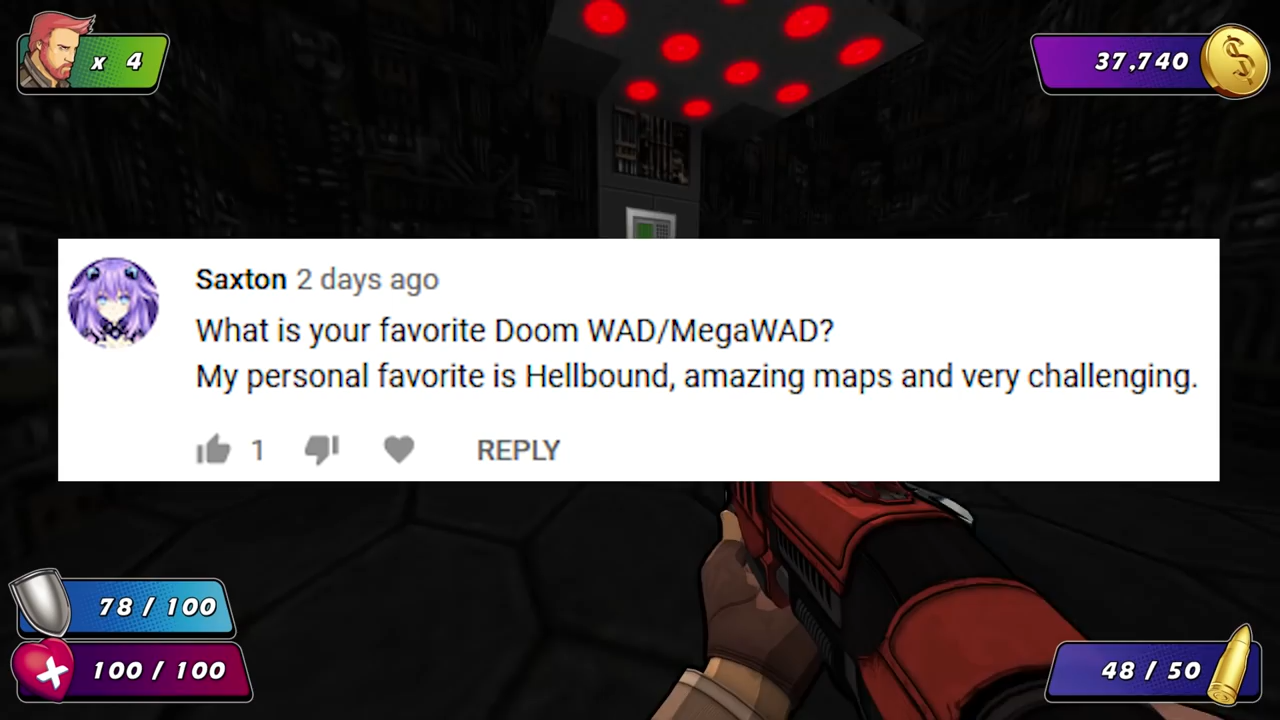 x 4
37,740
Saxton 2 days ago
What is your favorite Doom WAD/MegaWAD?
My personal favorite is Hellbound, amazing maps and very challenging.
1
REPLY
78 / 100
100 / 100
48 / 50